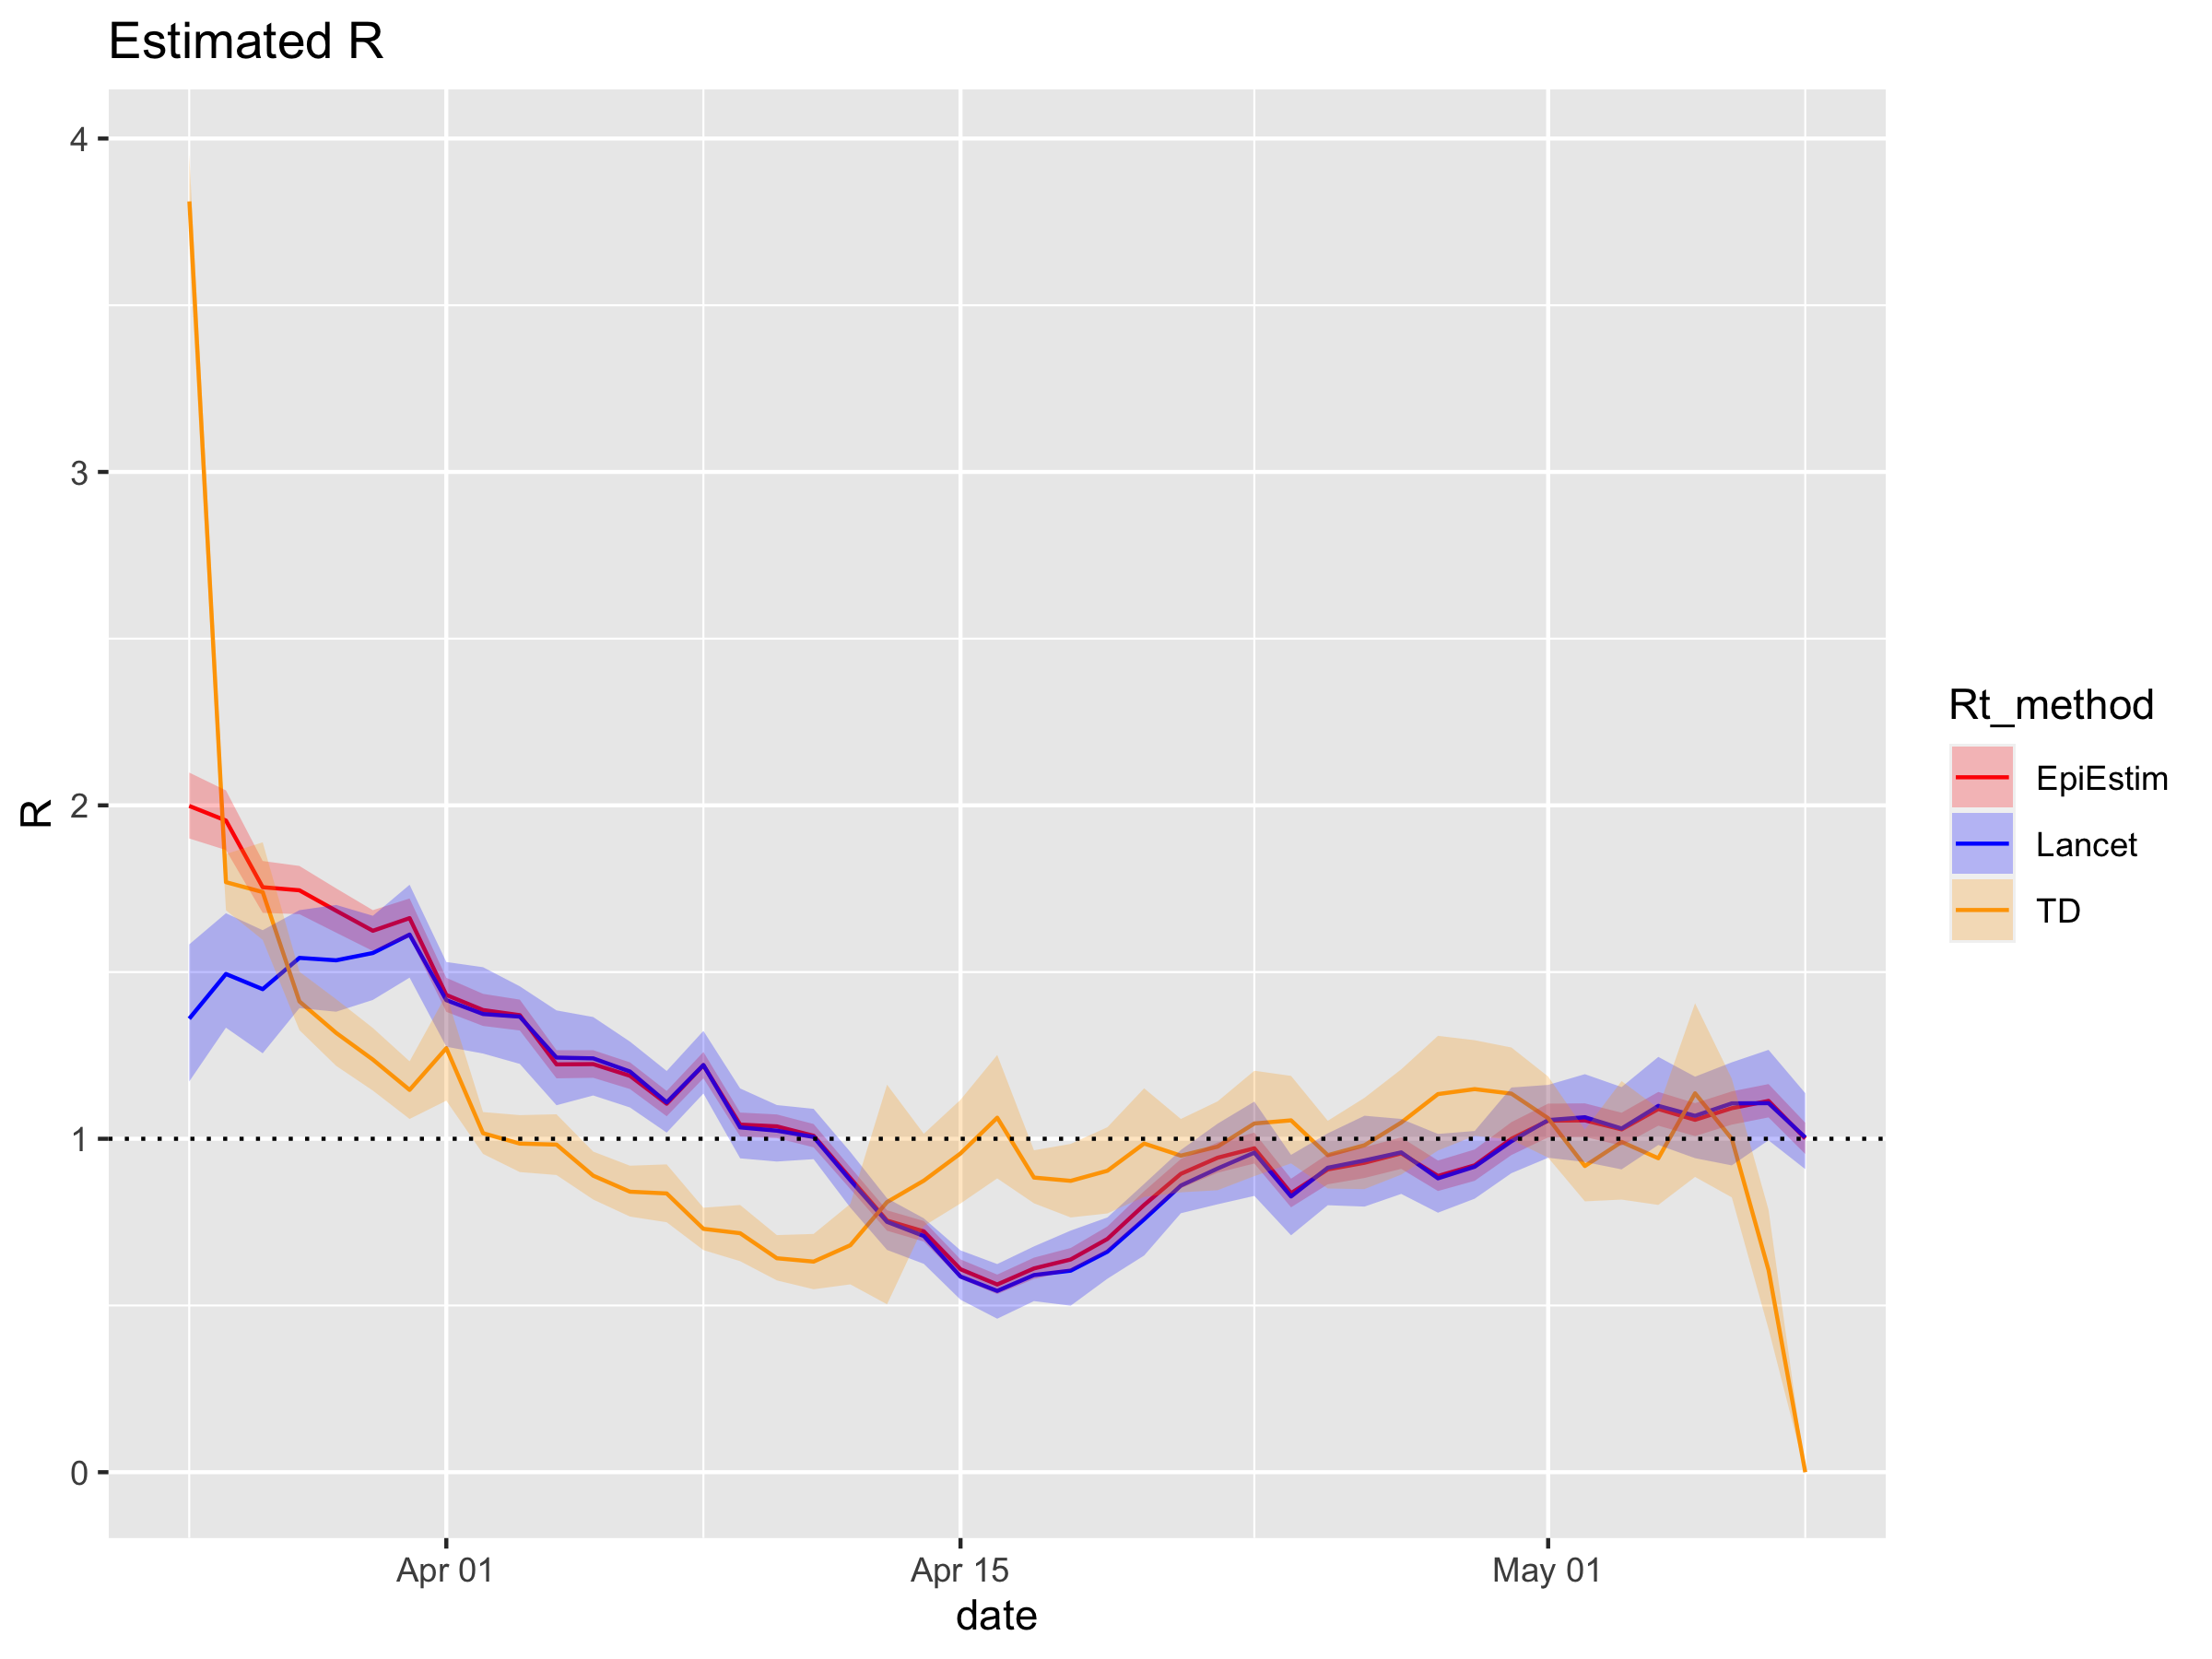 Estimated R
4
3
2
1
0
R
Apr 01
Apr 15
May 01
date
Rt_method
EpiEstim
Lancet
TD